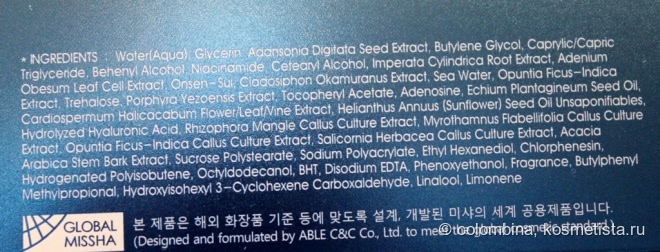 * INGREDIENTS : Water(Aqua), Glycerin, Adansonia Digitata Seed Extract, Butylene Glycol, Caprylic/Capric
Triglyceride, Behenyl Alcohol, Niacinamide, Cetearyl Alcohol, Imperata Cylindrica Root Extract, Adenium
Obesum Leaf Cell Extract, Onsen-Sui, Cladosiphon Okamuranus Extract, Sea Water, Opuntia Ficus-Indica
Extract, Trehalose, Porphyra Yezoensis Extract, Tocopheryl Acetate, Adenosine, Echium Plantagineum Seed Oil,
Cardiospermum Halicacabum Flower/Leaf/Vine Extract, Helianthus Annuus (Sunflower) Seed Oil Unsaponifiables,
Hydrolyzed Hyaluronic Acid, Rhizophora Mangle Callus Culture Extract, Myrothamnus Flabellifolia Callus Culture
Extract, Opuntia Ficus-Indica Callus Culture Extract, Salicornia Herbacea Callus Culture Extract, Acacia
Arabica Stem Bark Extract, Sucrose Polystearate, Sodium Polyacrylate, Ethyl Hexanediol, Chlorphenesin,
Hydrogenated Polyisobutene, Octyldodecanol, BHT, Disodium EDTA, Phenoxyethanol, Fragrance, Butylphenyl
Methylpropional, Hydroxyisohexyl 3-Cyclohexene Carboxaldehyde, Linalool, Limonene
GLOBAL
MISSHA
본 제품은 해외 화장품 기준 등에 맞도록 설계, 개발된 미샤의 세계 공용제품입니다.
(Designed and formulated by ABLE C&C Co., Ltd. to meet
© colombina, kosmetista.ru